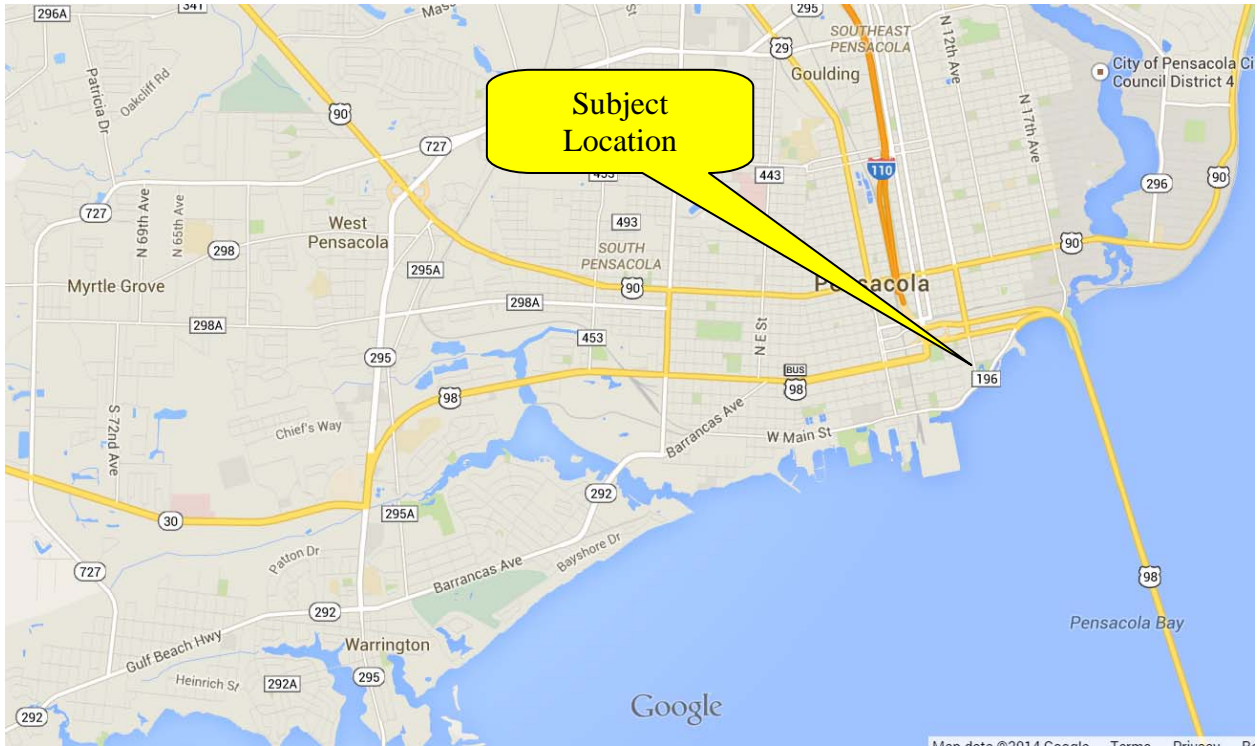 296A
341
Mas
St
295
SOUTHEAST
PENSACOLA
N 12th Ave
29
Goulding
City of Pensacola Ci
Council District 4
Patricia Dr
Oakcliff Rd
90
Subject
Location
727
N 17th Ave
443
110
296
90
493
727
N 69th Ave
N 65th Ave
West
Pensacola
493
298
SOUTH
PENSACOLA
90
295A
Myrtle Grove
90
Pensacola
298A
298A
N E St
453
295
BUS
98
196
98
S 72nd Ave
Chief's Way
Barrancas Ave
W Main St
292
30
295A
Patton Dr
Bayshore Dr
727
Barrancas Ave
98
292
Pensacola Bay
Gulf Beach Hwy
Warrington
Heinrich St
292A
295
292
Google
Map data ©2014 Google Terms Privacy